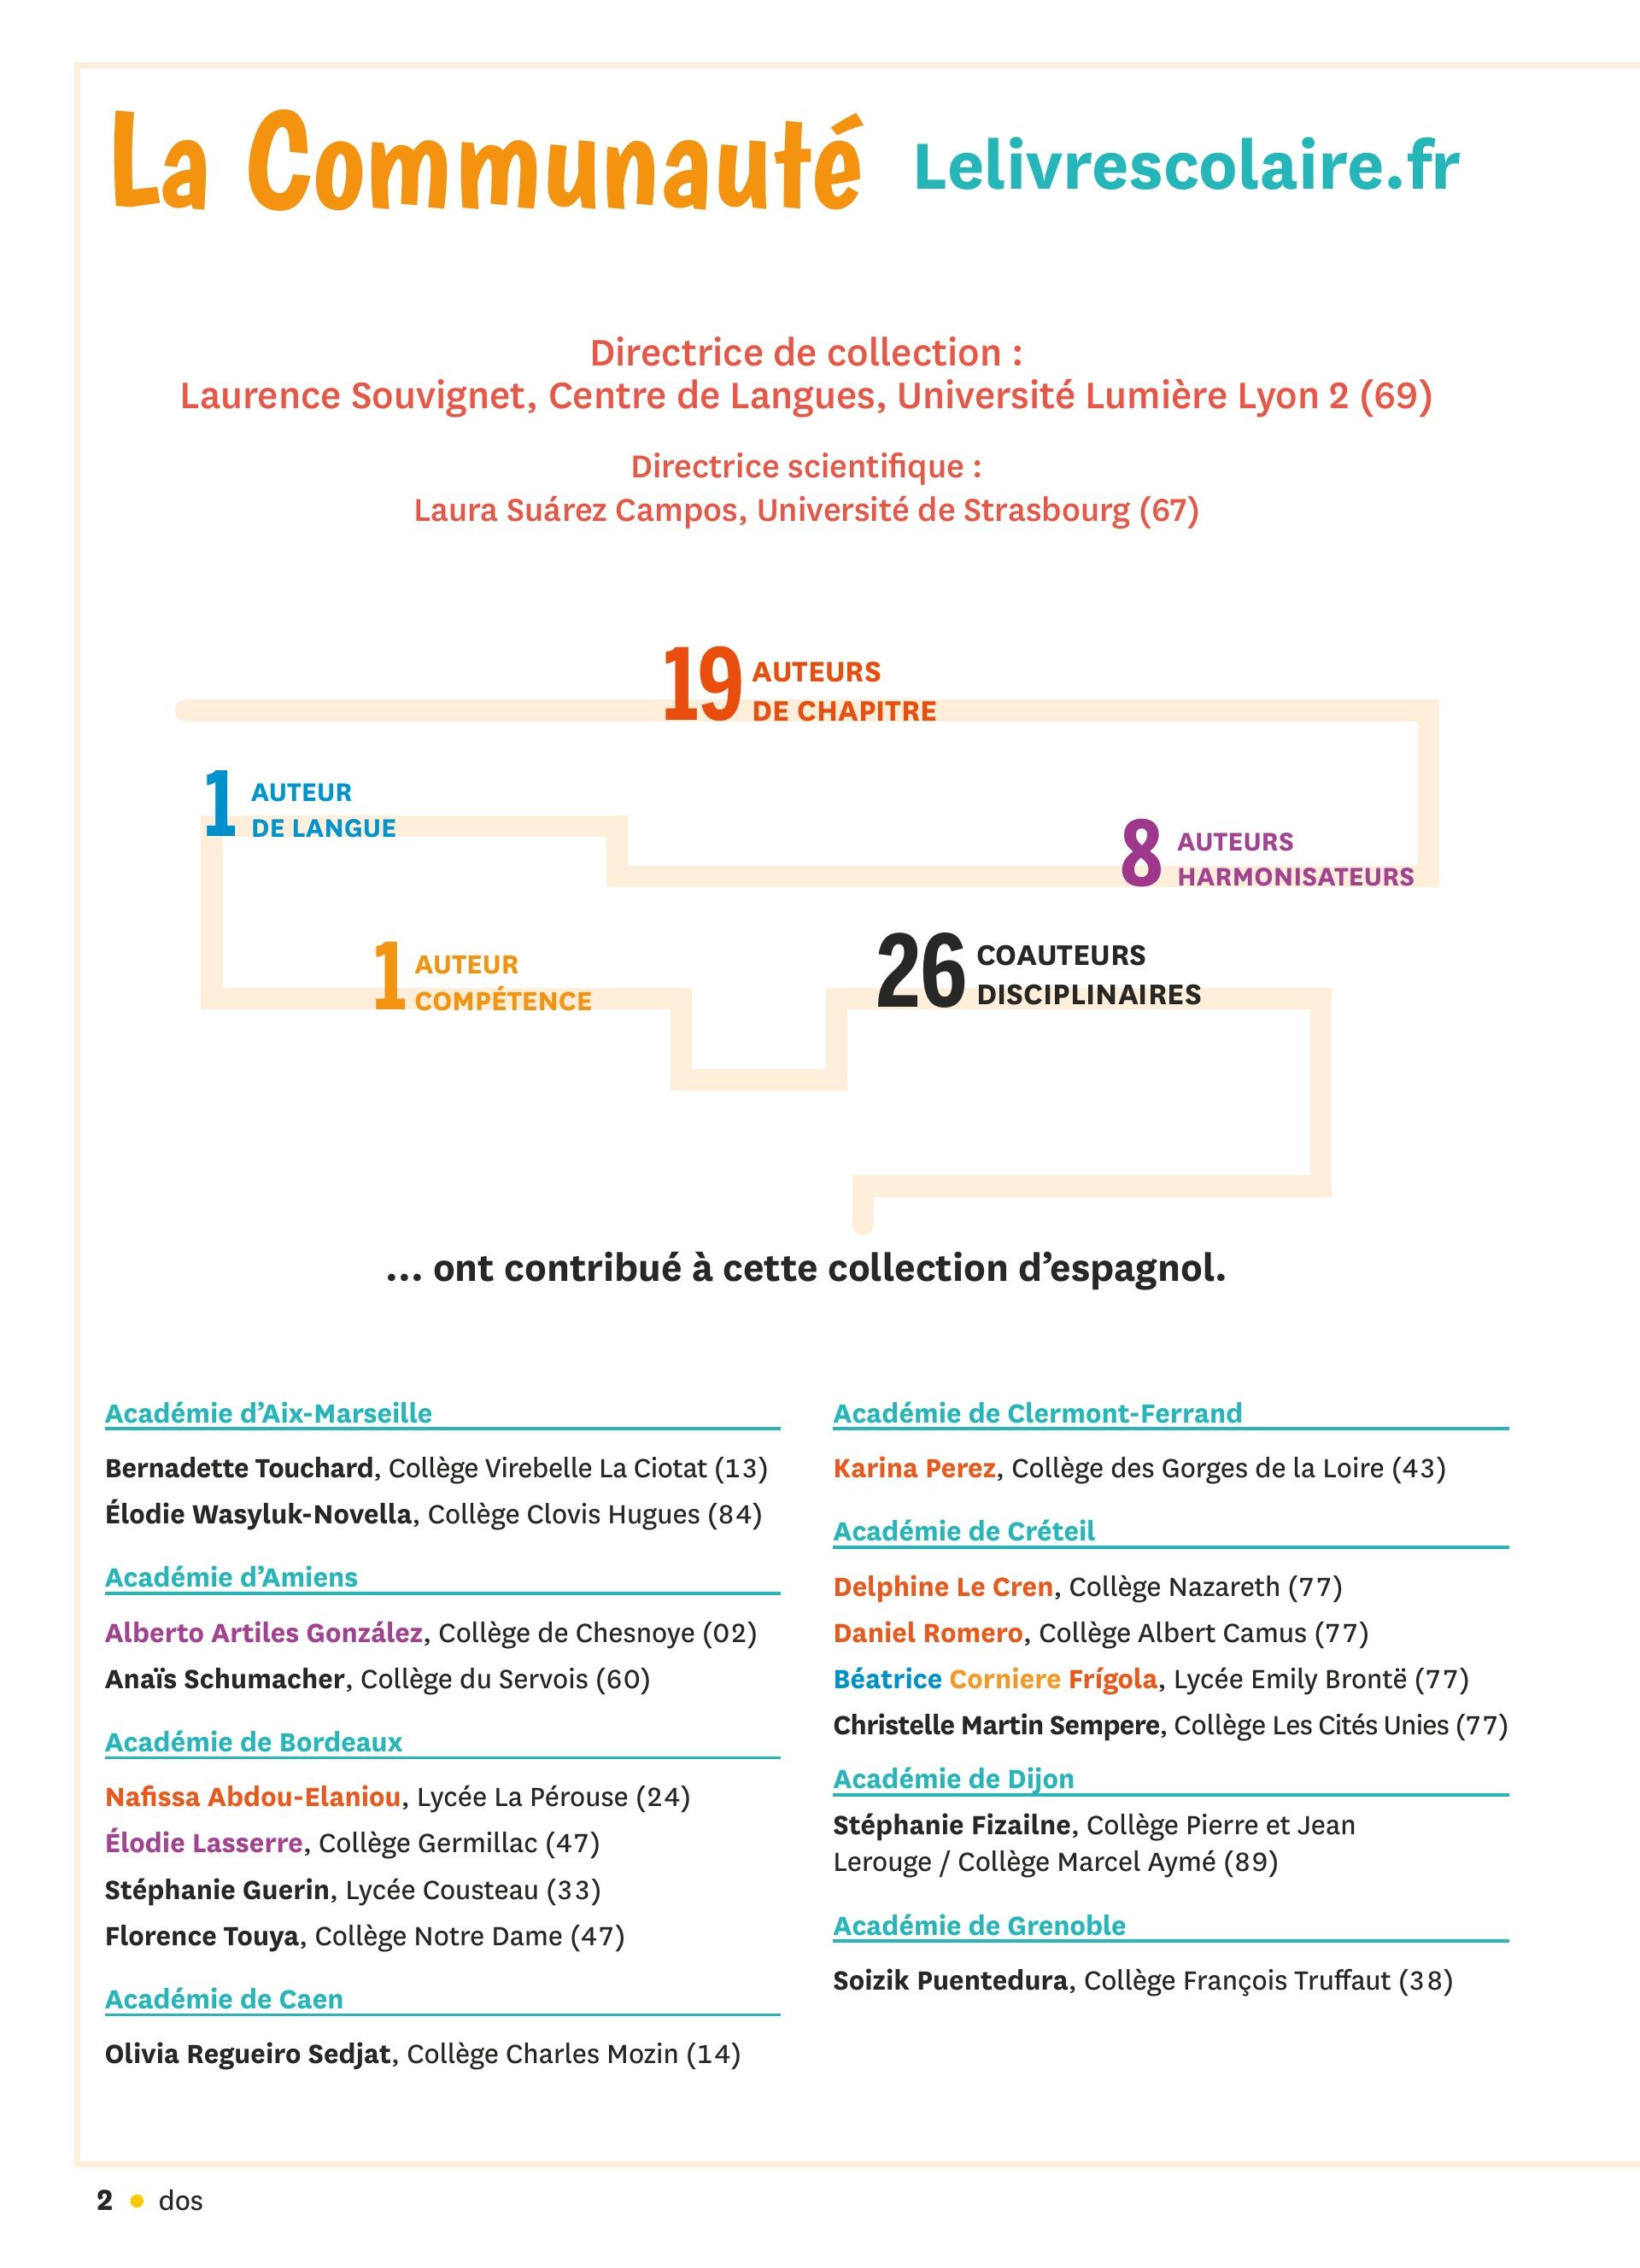 La Communauté Lelivrescolaire.fr
Directrice de collection :
Laurence Souvignet, Centre de Langues, Université Lumière Lyon 2 (69)
Directrice scientifique :
Laura Suárez Campos, Université de Strasbourg (67)
19 AUTEURS
DE CHAPITRE
1 AUTEUR
DE LANGUE
8 AUTEURS
HARMONISATEURS
1 AUTEUR
COMPÉTENCE
26 COAUTEURS
DISCIPLINAIRES
... ont contribué à cette collection d’espagnol.
Académie d’Aix-Marseille
Bernadette Touchard, Collège Virebelle La Ciotat (13)
Élodie Wasyluk-Novella, Collège Clovis Hugues (84)
Académie d’Amiens
Alberto Artiles González, Collège de Chesnoye (02)
Anaïs Schumacher, Collège du Servois (60)
Académie de Bordeaux
Nafissa Abdou-Elaniou, Lycée La Pérouse (24)
Élodie Lasserre, Collège Germillac (47)
Stéphanie Guerin, Lycée Cousteau (33)
Florence Touya, Collège Notre Dame (47)
Académie de Caen
Olivia Regueiro Sedjat, Collège Charles Mozin (14)
Académie de Clermont-Ferrand
Karina Perez, Collège des Gorges de la Loire (43)
Académie de Créteil
Delphine Le Cren, Collège Nazareth (77)
Daniel Romero, Collège Albert Camus (77)
Béatrice Corniere Frígola, Lycée Emily Brontë (77)
Christelle Martin Sempere, Collège Les Cités Unies (77)
Académie de Dijon
Stéphanie Fizailne, Collège Pierre et Jean
Lerouge / Collège Marcel Aymé (89)
Académie de Grenoble
Soizik Puentedura, Collège François Truffaut (38)
2 • dos